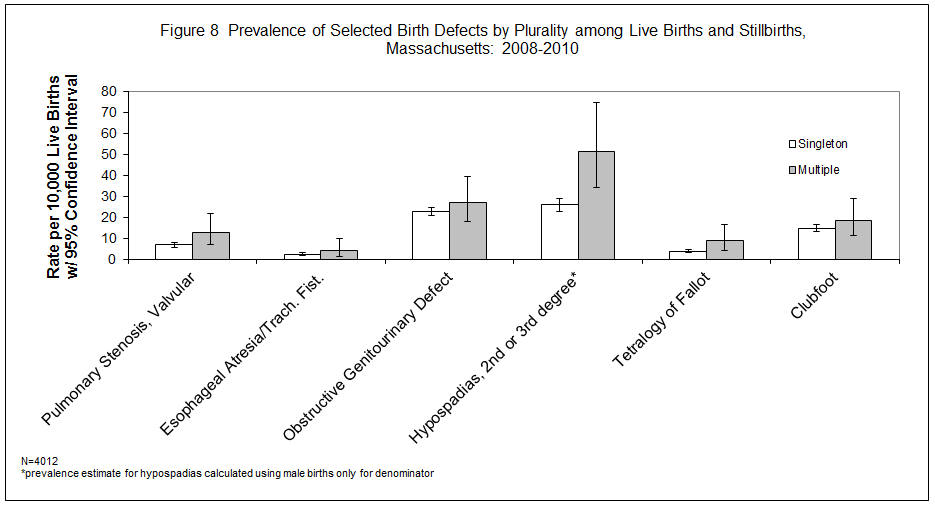 Figure 8  Prevalence of Selected Birth Defects by Plurality among Live Births and Stillbirths,
Massachusetts:  2008-2010
Rate per 10,000 Live Births
w/ 95% Confidence Interval
80
70
60
50
40
30
20
10
0
Singleton
Multiple
Pulmonary Stenosis, Valvular
Esophageal Atresia/Trach. Fist.
Obstructive Genitourinary Defect
Hypospadias, 2nd or 3rd degree*
Tetralogy of Fallot
Clubfoot
N=4012
*prevalence estimate for hypospadias calculated using male births only for denominator